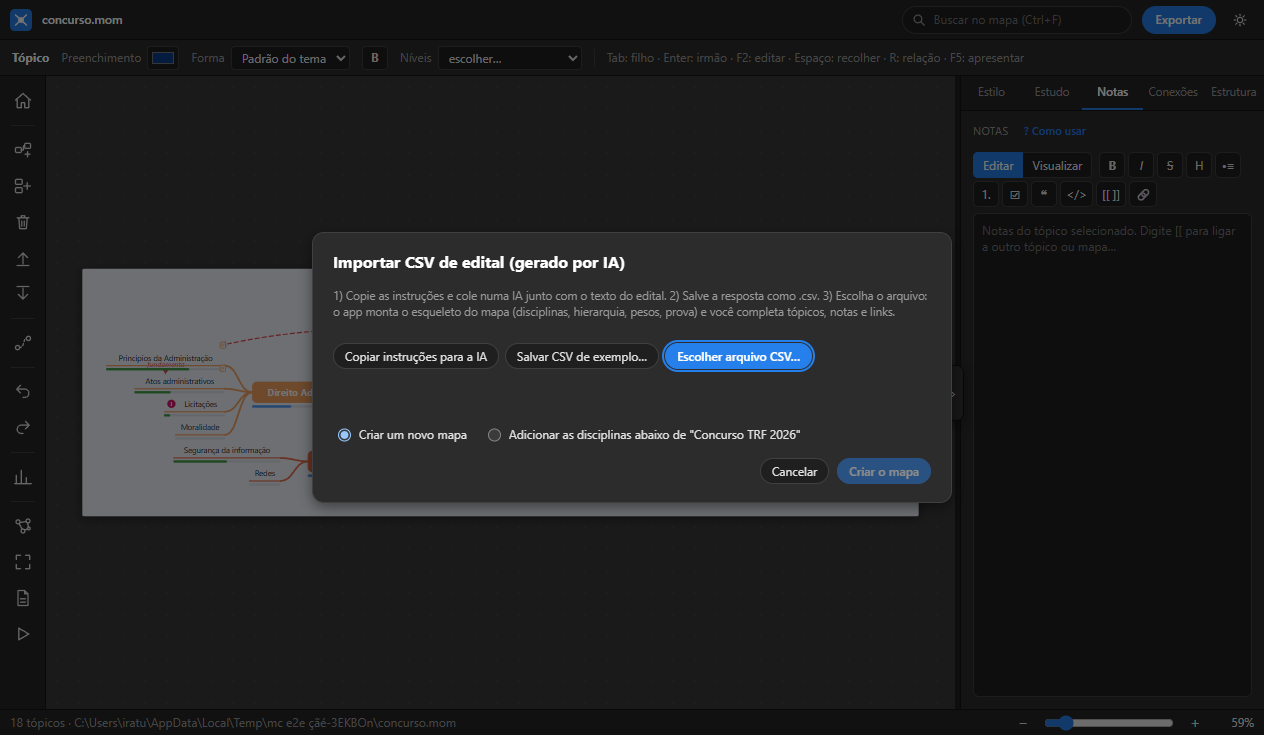 concurso.mom
Buscar no mapa (Ctrl+F)
Exportar
Tópico
Preenchimento
Forma
Padrão do tema
B
Níveis
escolher...
Tab: filho · Enter: irmão · F2: editar · Espaço: recolher · R: relação · F5: apresentar
Estilo
Estudo
Notas
Conexões
Estrutura
NOTAS
? Como usar
Editar
Visualizar
B
I
S
H
1.
</>
[[ ]]
Notas do tópico selecionado. Digite [[ para ligar
a outro tópico ou mapa...
Importar CSV de edital (gerado por IA)
1) Copie as instruções e cole numa IA junto com o texto do edital. 2) Salve a resposta como .csv. 3) Escolha o arquivo:
o app monta o esqueleto do mapa (disciplinas, hierarquia, pesos, prova) e você completa tópicos, notas e links.
Copiar instruções para a IA
Salvar CSV de exemplo...
Escolher arquivo CSV...
Criar um novo mapa
Adicionar as disciplinas abaixo de "Concurso TRF 2026"
Cancelar
Criar o mapa
Princípios da Administração
fundamenta
Atos administrativos
Licitações
Moralidade
Direito Ad
Segurança da informação
Redes
18 tópicos · C:\Users\iratu\AppData\Local\Temp\mc e2e çãé-3EKBOn\concurso.mom
59%